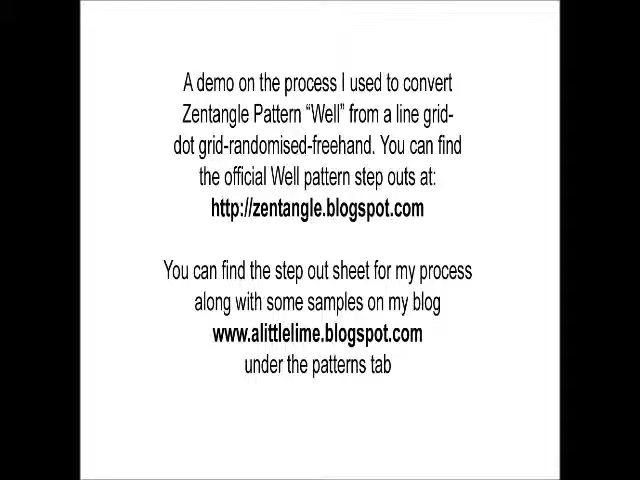 A demo on the process I used to convert
Zentangle Pattern “Well” from a line grid-
dot grid-randomised-freehand. You can find
the official Well pattern step outs at:
http://zentangle.blogspot.com
You can find the step out sheet for my process
along with some samples on my blog
www.alittlelime.blogspot.com
under the patterns tab